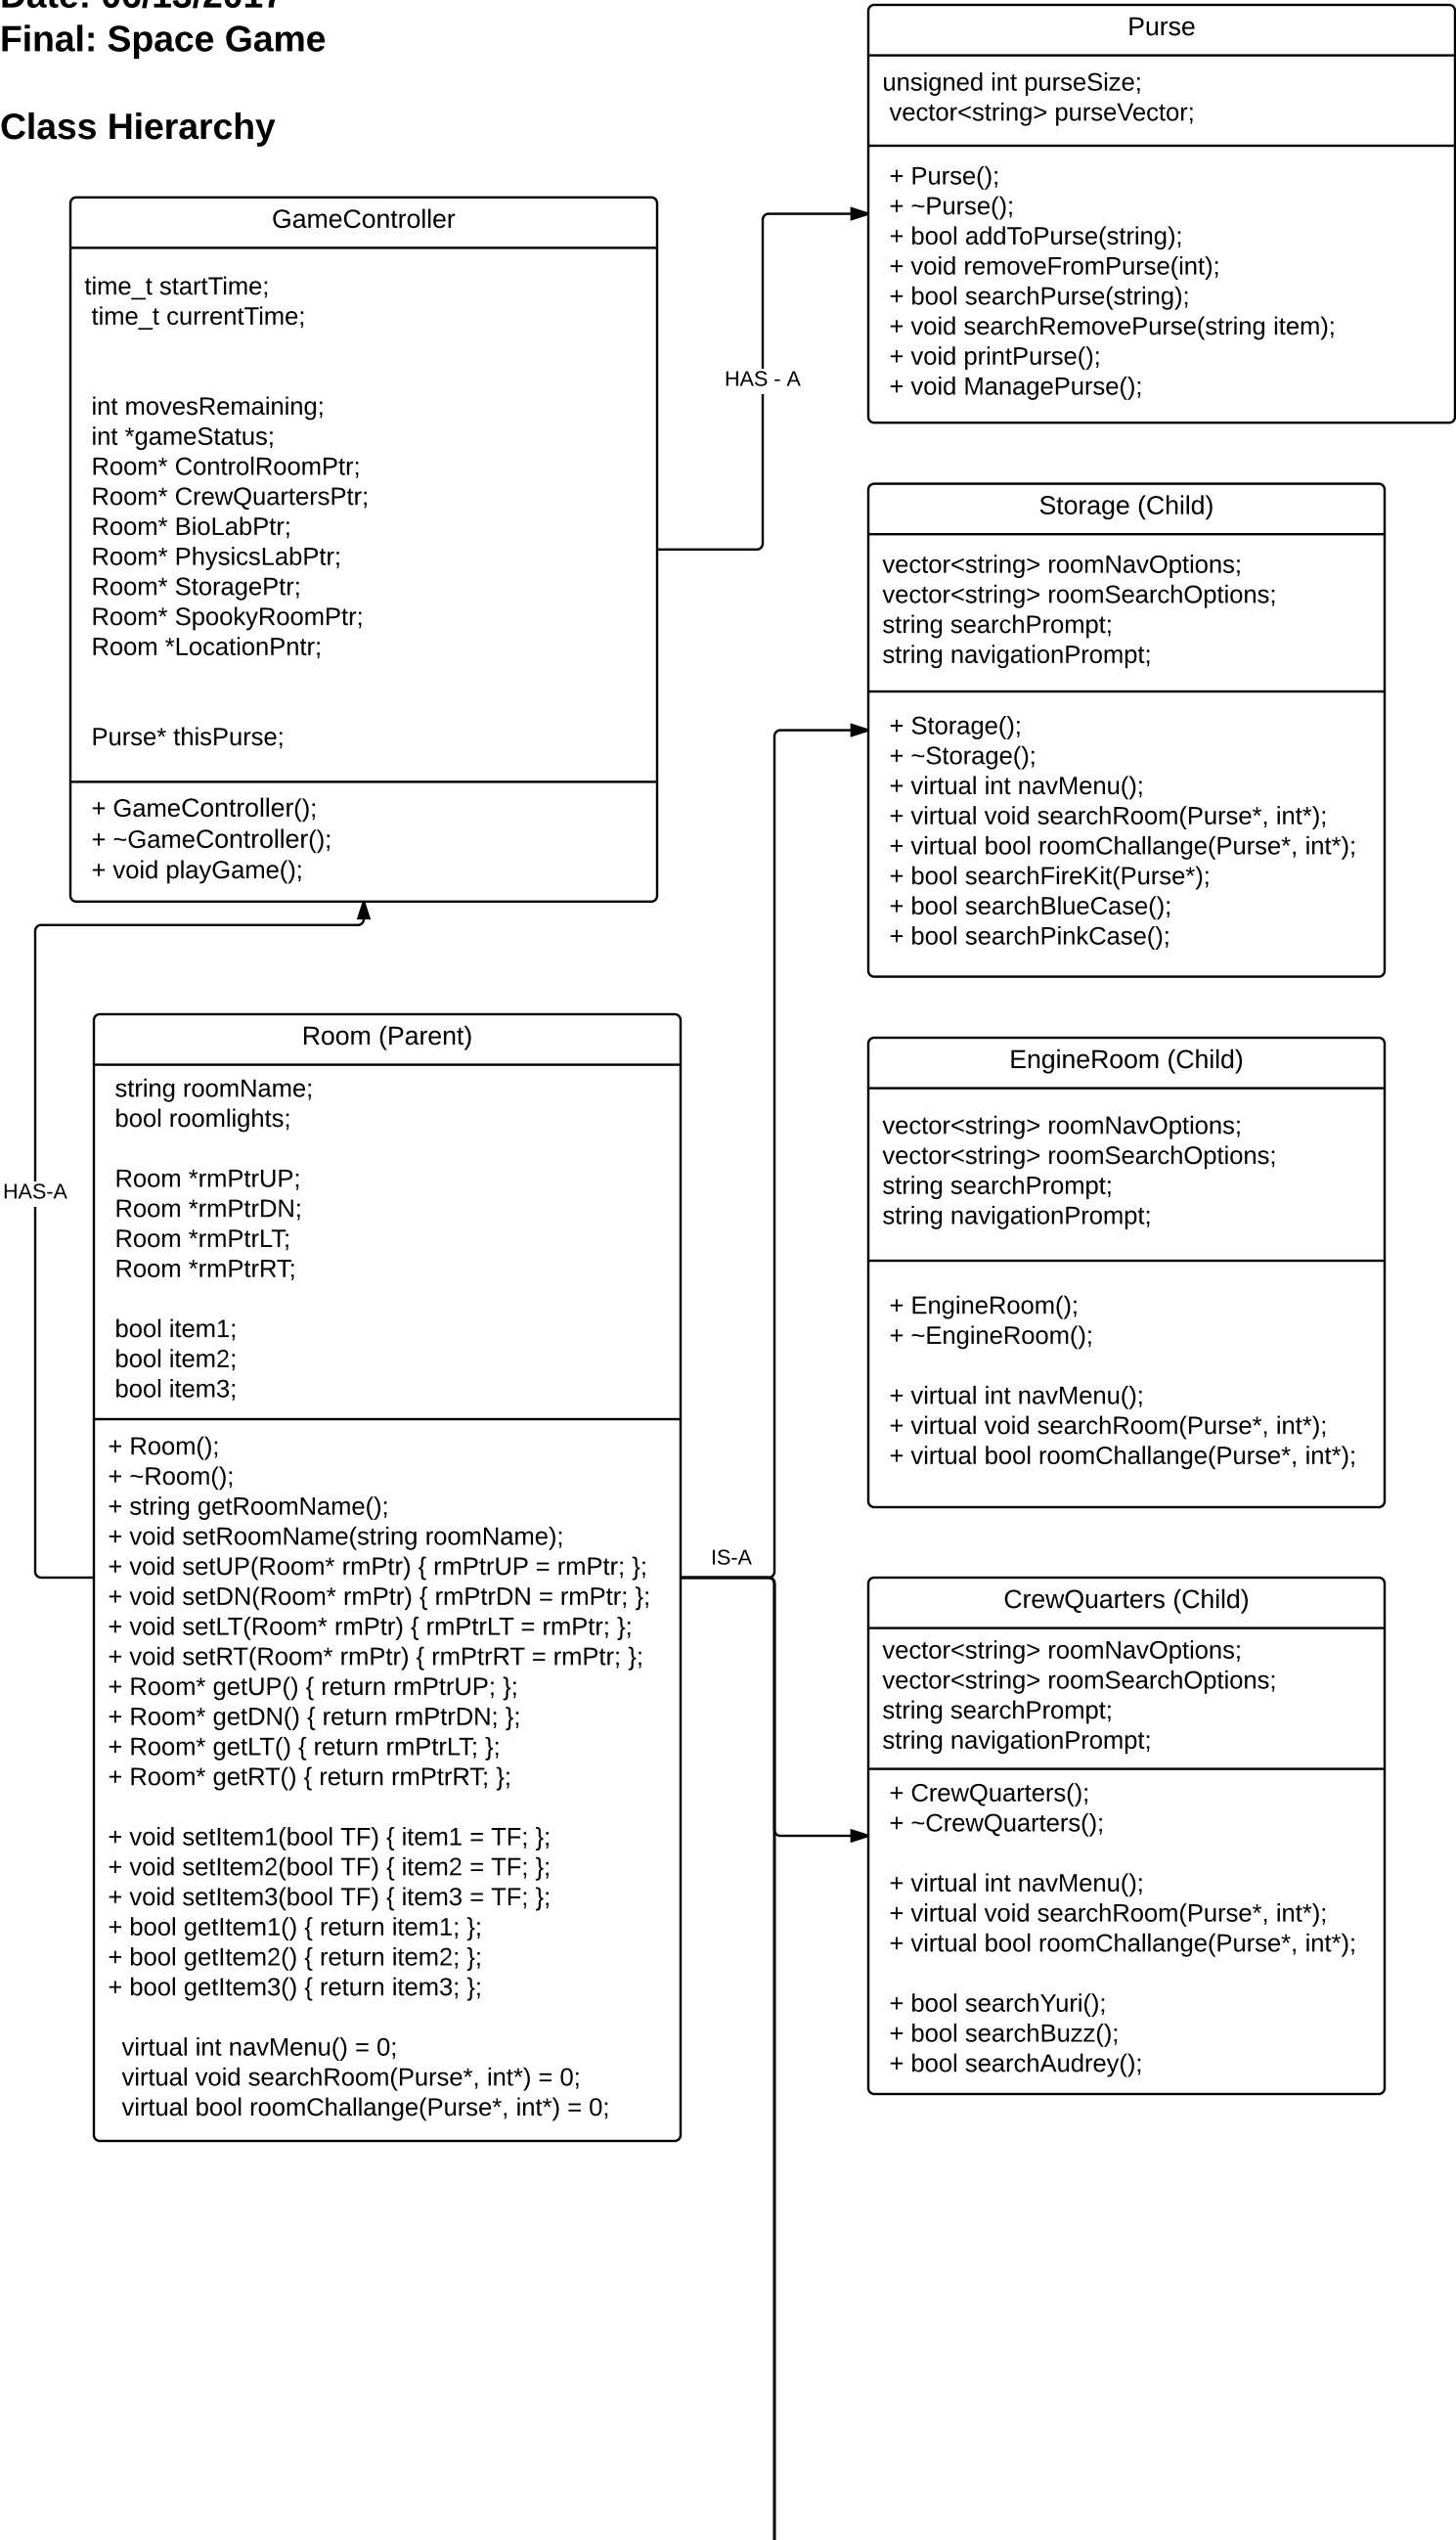 Date: 06/13/2017
Final: Space Game
Class Hierarchy
GameController
time_t startTime;
time_t currentTime;
int movesRemaining;
int *gameStatus;
Room* ControlRoomPtr;
Room* CrewQuartersPtr;
Room* BioLabPtr;
Room* PhysicsLabPtr;
Room* StoragePtr;
Room* SpookyRoomPtr;
Room *LocationPntr;
Purse* thisPurse;
+ GameController();
+ ~GameController();
+ void playGame();
HAS - A
Purse
unsigned int purseSize;
vector<string> purseVector;
+ Purse();
+ ~Purse();
+ bool addToPurse(string);
+ void removeFromPurse(int);
+ bool searchPurse(string);
+ void searchRemovePurse(string item);
+ void printPurse();
+ void ManagePurse();
HAS-A
Room (Parent)
string roomName;
bool roomlights;
Room *rmPtrUP;
Room *rmPtrDN;
Room *rmPtrLT;
Room *rmPtrRT;
bool item1;
bool item2;
bool item3;
+ Room();
+ ~Room();
+ string getRoomName();
+ void setRoomName(string roomName);
+ void setUP(Room* rmPtr) { rmPtrUP = rmPtr; };
+ void setDN(Room* rmPtr) { rmPtrDN = rmPtr; };
+ void setLT(Room* rmPtr) { rmPtrLT = rmPtr; };
+ void setRT(Room* rmPtr) { rmPtrRT = rmPtr; };
+ Room* getUP() { return rmPtrUP; };
+ Room* getDN() { return rmPtrDN; };
+ Room* getLT() { return rmPtrLT; };
+ Room* getRT() { return rmPtrRT; };
+ void setItem1(bool TF) { item1 = TF; };
+ void setItem2(bool TF) { item2 = TF; };
+ void setItem3(bool TF) { item3 = TF; };
+ bool getItem1() { return item1; };
+ bool getItem2() { return item2; };
+ bool getItem3() { return item3; };
virtual int navMenu() = 0;
virtual void searchRoom(Purse*, int*) = 0;
virtual bool roomChallange(Purse*, int*) = 0;
IS-A
Storage (Child)
vector<string> roomNavOptions;
vector<string> roomSearchOptions;
string searchPrompt;
string navigationPrompt;
+ Storage();
+ ~Storage();
+ virtual int navMenu();
+ virtual void searchRoom(Purse*, int*);
+ virtual bool roomChallange(Purse*, int*);
+ bool searchFireKit(Purse*);
+ bool searchBlueCase();
+ bool searchPinkCase();
EngineRoom (Child)
vector<string> roomNavOptions;
vector<string> roomSearchOptions;
string searchPrompt;
string navigationPrompt;
+ EngineRoom();
+ ~EngineRoom();
+ virtual int navMenu();
+ virtual void searchRoom(Purse*, int*);
+ virtual bool roomChallange(Purse*, int*);
CrewQuarters (Child)
vector<string> roomNavOptions;
vector<string> roomSearchOptions;
string searchPrompt;
string navigationPrompt;
+ CrewQuarters();
+ ~CrewQuarters();
+ virtual int navMenu();
+ virtual void searchRoom(Purse*, int*);
+ virtual bool roomChallange(Purse*, int*);
+ bool searchYuri();
+ bool searchBuzz();
+ bool searchAudrey();